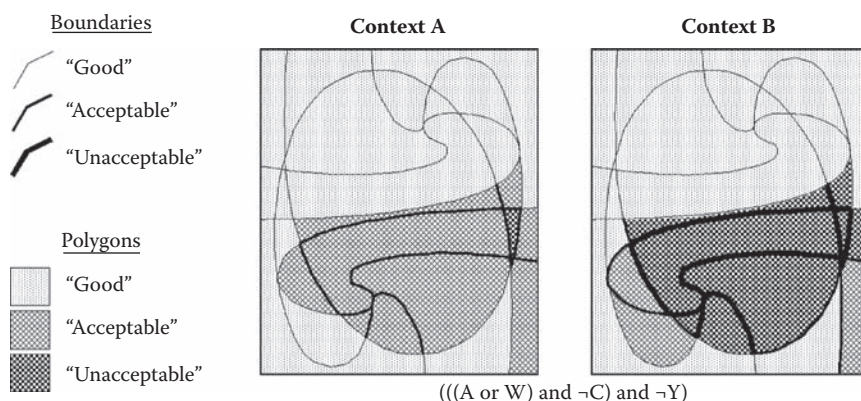 Boundaries
“Good”
“Acceptable”
“Unacceptable”
Polygons
“Good”
“Acceptable”
“Unacceptable”
Context A
Context B
(((A or W) and ¬C) and ¬Y)